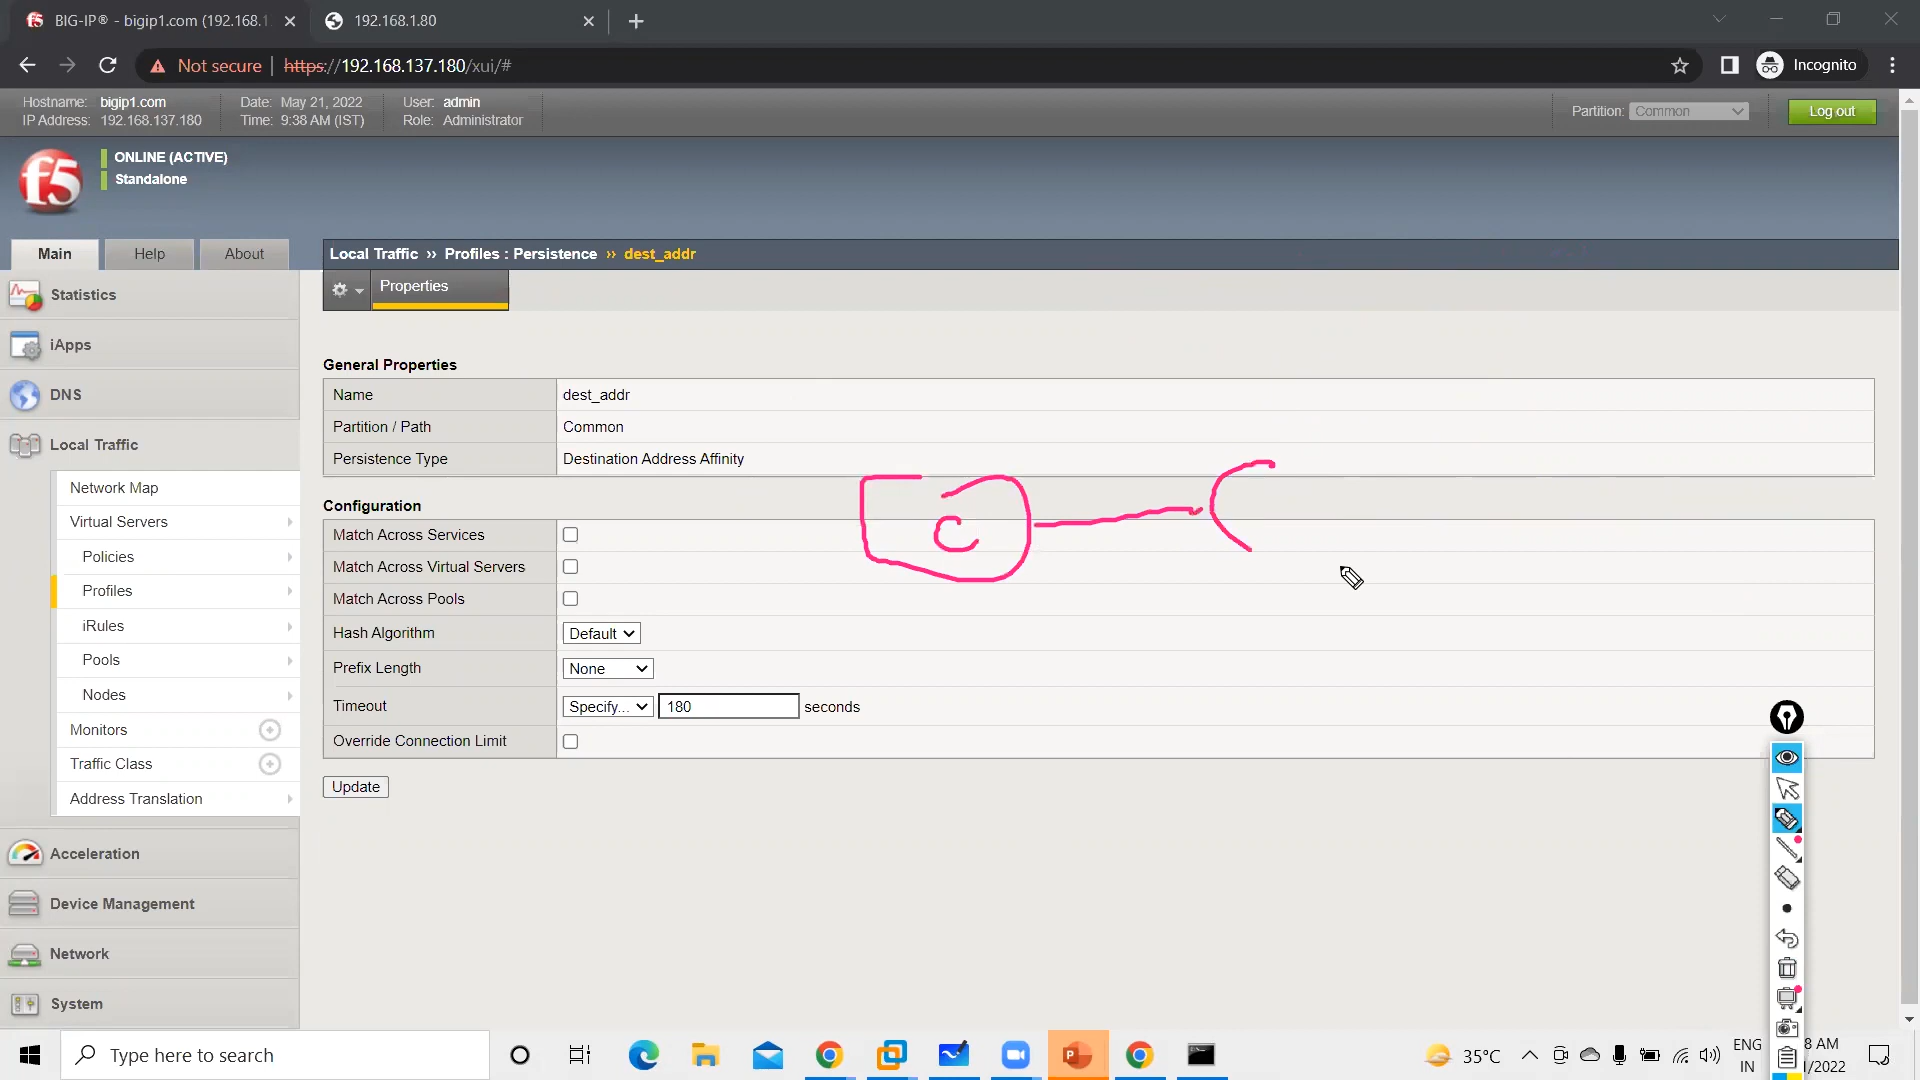 BIG-IP® - bigip1.com (192.168.1
192.168.1.80
Not secure
https://192.168.137.180/xui/#
Incognito
Hostname: bigip1.com
IP Address: 192.168.137.180
Date: May 21, 2022
Time: 9:38 AM (IST)
User: admin
Role: Administrator
Partition: Common
Log out
f5
ONLINE (ACTIVE)
Standalone
Main
Help
About
Local Traffic ›› Profiles : Persistence ›› dest_addr
Properties
Statistics
iApps
DNS
Local Traffic
Network Map
Virtual Servers
Policies
Profiles
iRules
Pools
Nodes
Monitors
Traffic Class
Address Translation
Acceleration
Device Management
Network
System
General Properties
Name dest_addr
Partition / Path Common
Persistence Type Destination Address Affinity
Configuration
Match Across Services
Match Across Virtual Servers
Match Across Pools
Hash Algorithm Default
Prefix Length None
Timeout Specify... 180 seconds
Override Connection Limit
Update
C
Type here to search
35°C
ENG
IN
8 AM
/2022